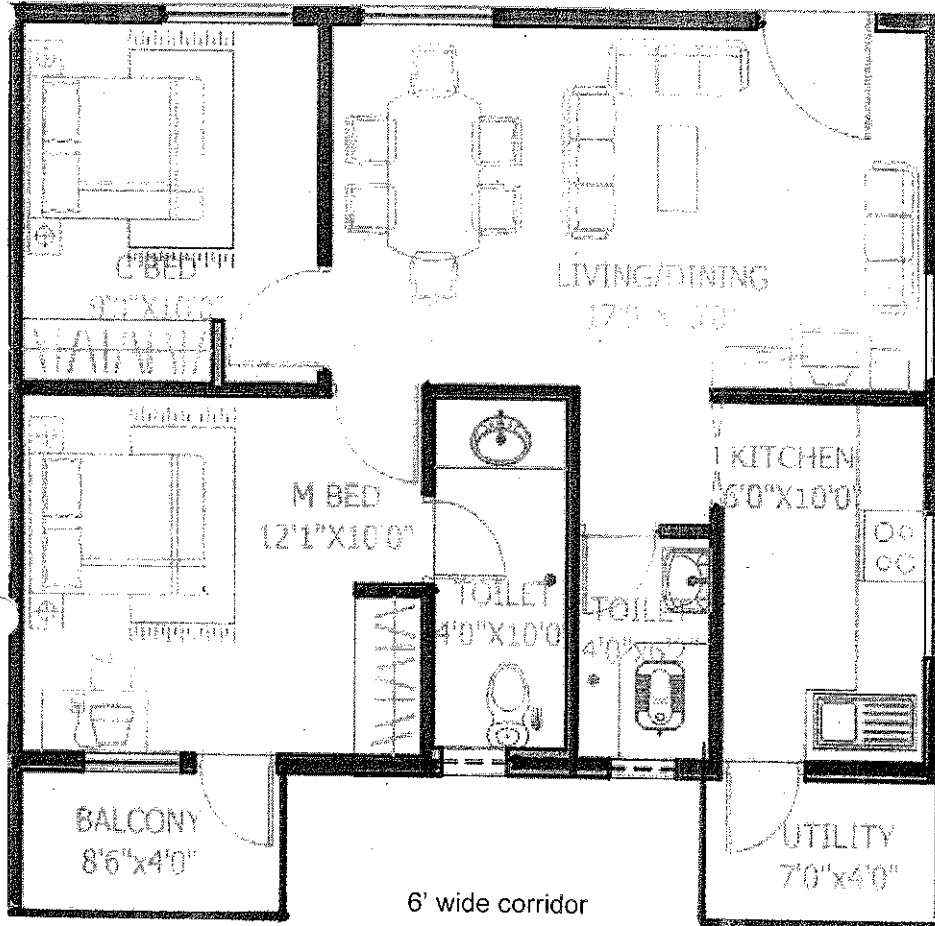 C BED
LIVING/DINING
KITCHEN
6'0"X10'0"
M BED
12'1"X10'0"
TOILET
4'0"X10'0"
TOILET
BALCONY
8'6"x4'0"
UTILITY
7'0"x4'0"
6' wide corridor